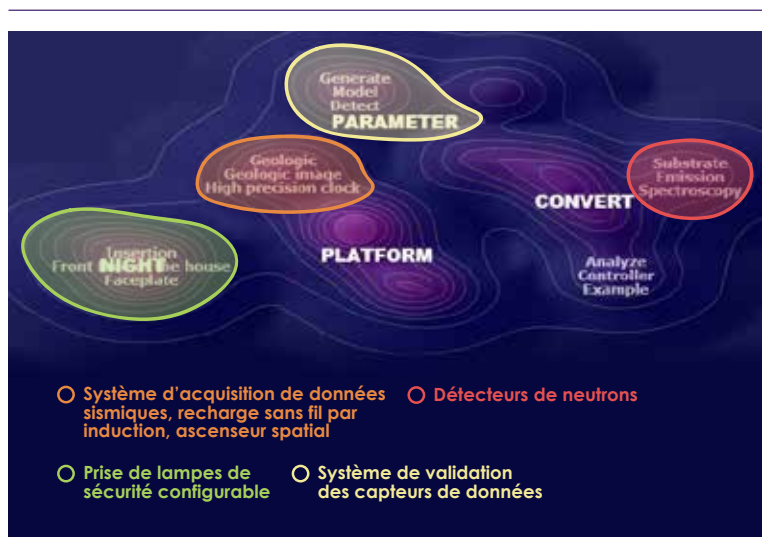 Generate
Model
Detect
PARAMETER
Geologic
Geologic image
High precision clock
Substrate
Emission
Spectroscopy
CONVERT
Insertion
Front NIGHT he house
Faceplate
PLATFORM
Analyze
Controller
Example
Système d’acquisition de données
sismiques, recharge sans fil par
induction, ascenseur spatial
Détecteurs de neutrons
Prise de lampes de
sécurité configurable
Système de validation
des capteurs de données